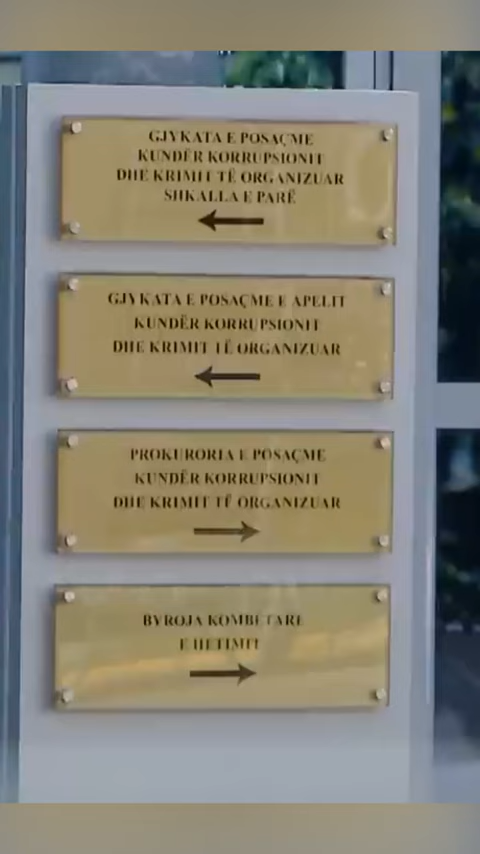 GJYKATA E POSAÇME
KUNDËR KORRUPSIONIT
DHE KRIMIT TË ORGANIZUAR
SHKALLA E PARË
GJYKATA E POSAÇME E APELIT
KUNDËR KORRUPSIONIT
DHE KRIMIT TË ORGANIZUAR
PROKURORIA E POSAÇME
KUNDËR KORRUPSIONIT
DHE KRIMIT TË ORGANIZUAR
BYROJA KOMBËTARE
E HETIMIT